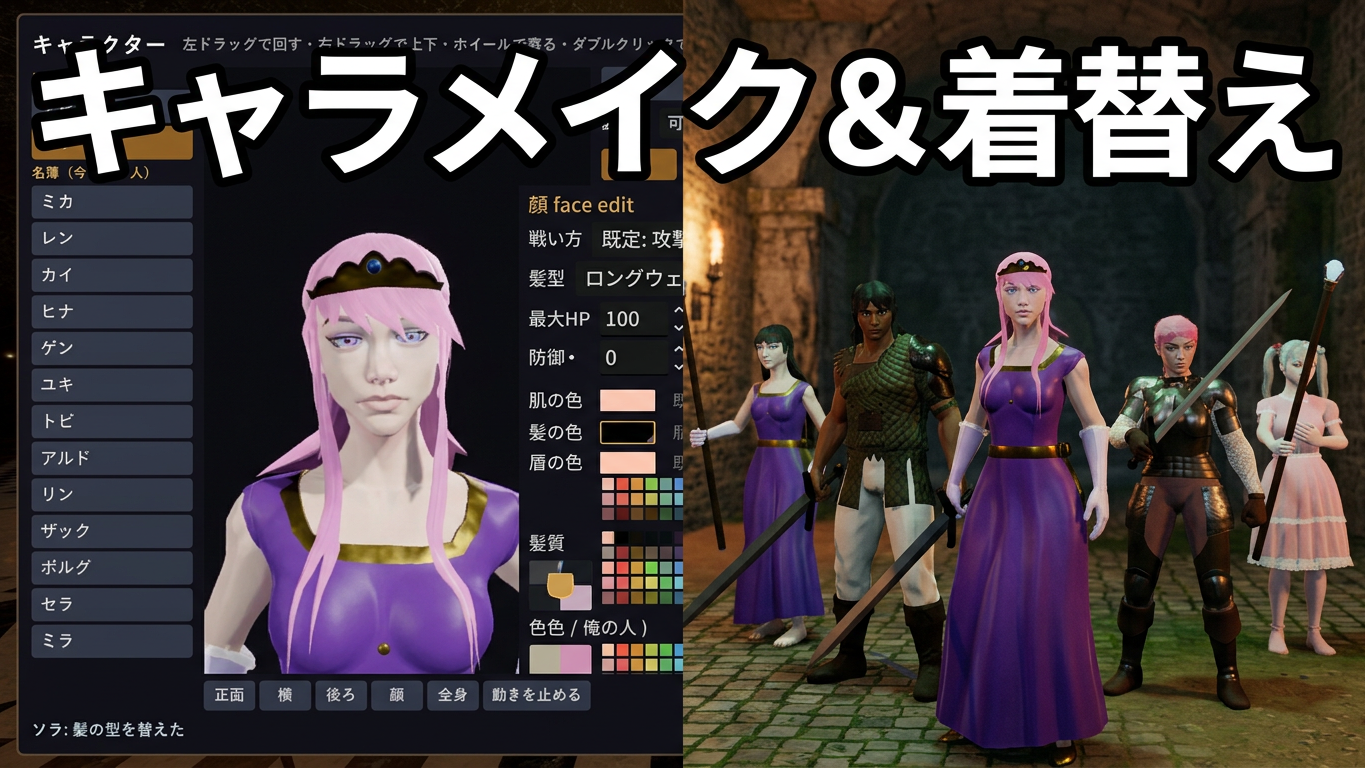 キャラメイク&着替え
キャラクター 左ドラッグで回す・右ドラッグで上下・ホイールで寄る・ダブルクリックで
名簿(今
人)
ミカ
レン
カイ
ヒナ
ゲン
ユキ
トビ
アルド
リン
ザック
ボルグ
セラ
ミラ
可
顔 face edit
戦い方 既定: 攻撃
髪型 ロングウェ
最大HP 100
防御・ 0
肌の色 既
髪の色
眉の色 既
髪質
色色 / 俺の人 )
正面 横 後ろ 顔 全身 動きを止める
ソラ: 髪の型を替えた